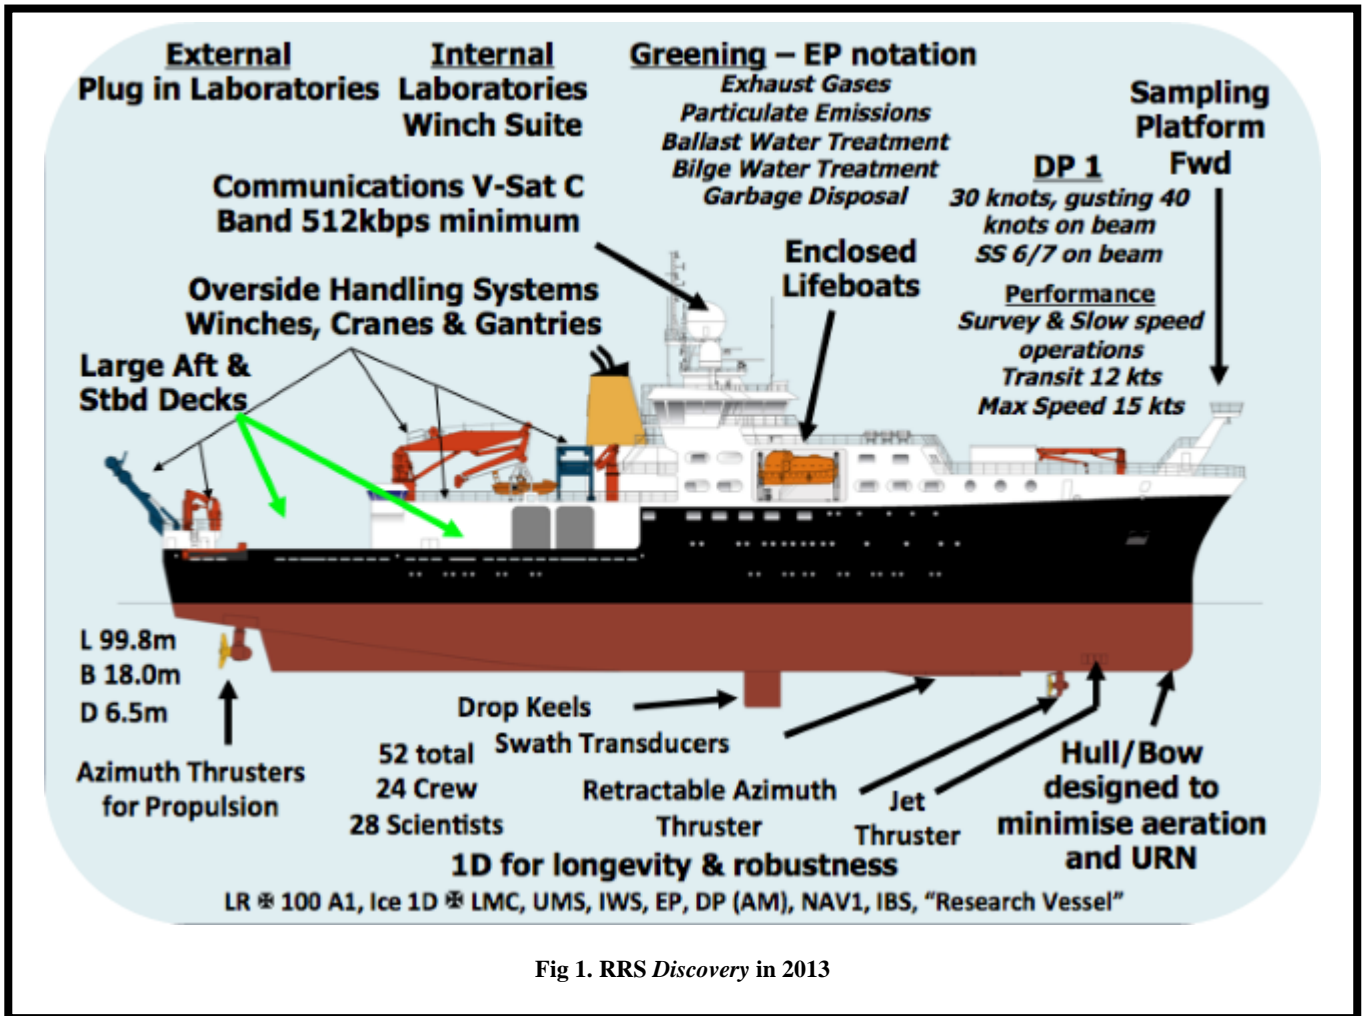 External
Plug in Laboratories
Internal
Laboratories
Winch Suite
Greening – EP notation
Exhaust Gases
Particulate Emissions
Ballast Water Treatment
Bilge Water Treatment
Garbage Disposal
Sampling
Platform
Fwd
DP 1
30 knots, gusting 40
knots on beam
SS 6/7 on beam
Communications V-Sat C
Band 512kbps minimum
Enclosed
Lifeboats
Overside Handling Systems
Winches, Cranes & Gantries
Performance
Survey & Slow speed
operations
Transit 12 kts
Max Speed 15 kts
Large Aft &
Stbd Decks
L 99.8m
B 18.0m
D 6.5m
Azimuth Thrusters
for Propulsion
Drop Keels
Swath Transducers
52 total
24 Crew
28 Scientists
Retractable Azimuth
Thruster
Jet
Thruster
Hull/Bow
designed to
minimise aeration
and URN
1D for longevity & robustness
LR ✠ 100 A1, Ice 1D ✠ LMC, UMS, IWS, EP, DP (AM), NAV1, IBS, “Research Vessel”
Fig 1. RRS Discovery in 2013